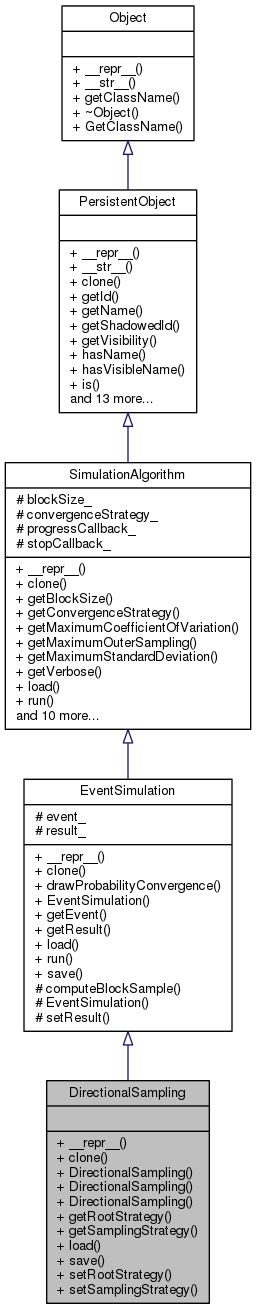 Object
+ __repr__()
+ __str__()
+ getClassName()
+ ~Object()
+ GetClassName()
PersistentObject
+ __repr__()
+ __str__()
+ clone()
+ getId()
+ getName()
+ getShadowedId()
+ getVisibility()
+ hasName()
+ hasVisibleName()
+ is()
and 13 more...
SimulationAlgorithm
# blockSize_
# convergenceStrategy_
# progressCallback_
# stopCallback_
+ __repr__()
+ clone()
+ getBlockSize()
+ getConvergenceStrategy()
+ getMaximumCoefficientOfVariation()
+ getMaximumOuterSampling()
+ getMaximumStandardDeviation()
+ getVerbose()
+ load()
+ run()
and 10 more...
EventSimulation
# event_
# result_
+ __repr__()
+ clone()
+ drawProbabilityConvergence()
+ EventSimulation()
+ getEvent()
+ getResult()
+ load()
+ run()
+ save()
# computeBlockSample()
# EventSimulation()
# setResult()
DirectionalSampling
+ __repr__()
+ clone()
+ DirectionalSampling()
+ DirectionalSampling()
+ DirectionalSampling()
+ getRootStrategy()
+ getSamplingStrategy()
+ load()
+ save()
+ setRootStrategy()
+ setSamplingStrategy()